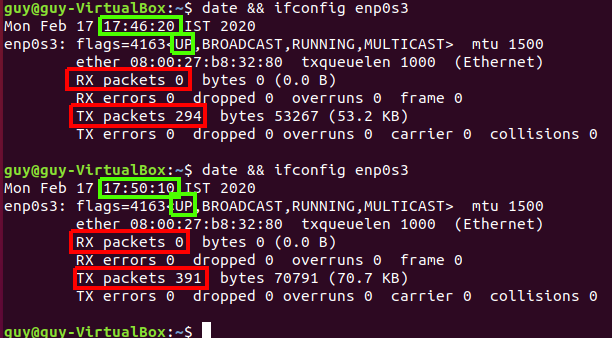 guy@guy-VirtualBox:~$ date && ifconfig enp0s3
Mon Feb 17 17:46:20 IST 2020
enp0s3: flags=4163<UP,BROADCAST,RUNNING,MULTICAST>  mtu 1500
        ether 08:00:27:b8:32:80  txqueuelen 1000  (Ethernet)
        RX packets 0  bytes 0 (0.0 B)
        RX errors 0  dropped 0  overruns 0  frame 0
        TX packets 294  bytes 53267 (53.2 KB)
        TX errors 0  dropped 0 overruns 0  carrier 0  collisions 0
guy@guy-VirtualBox:~$ date && ifconfig enp0s3
Mon Feb 17 17:50:10 IST 2020
enp0s3: flags=4163<UP,BROADCAST,RUNNING,MULTICAST>  mtu 1500
        ether 08:00:27:b8:32:80  txqueuelen 1000  (Ethernet)
        RX packets 0  bytes 0 (0.0 B)
        RX errors 0  dropped 0  overruns 0  frame 0
        TX packets 391  bytes 70791 (70.7 KB)
        TX errors 0  dropped 0 overruns 0  carrier 0  collisions 0
guy@guy-VirtualBox:~$